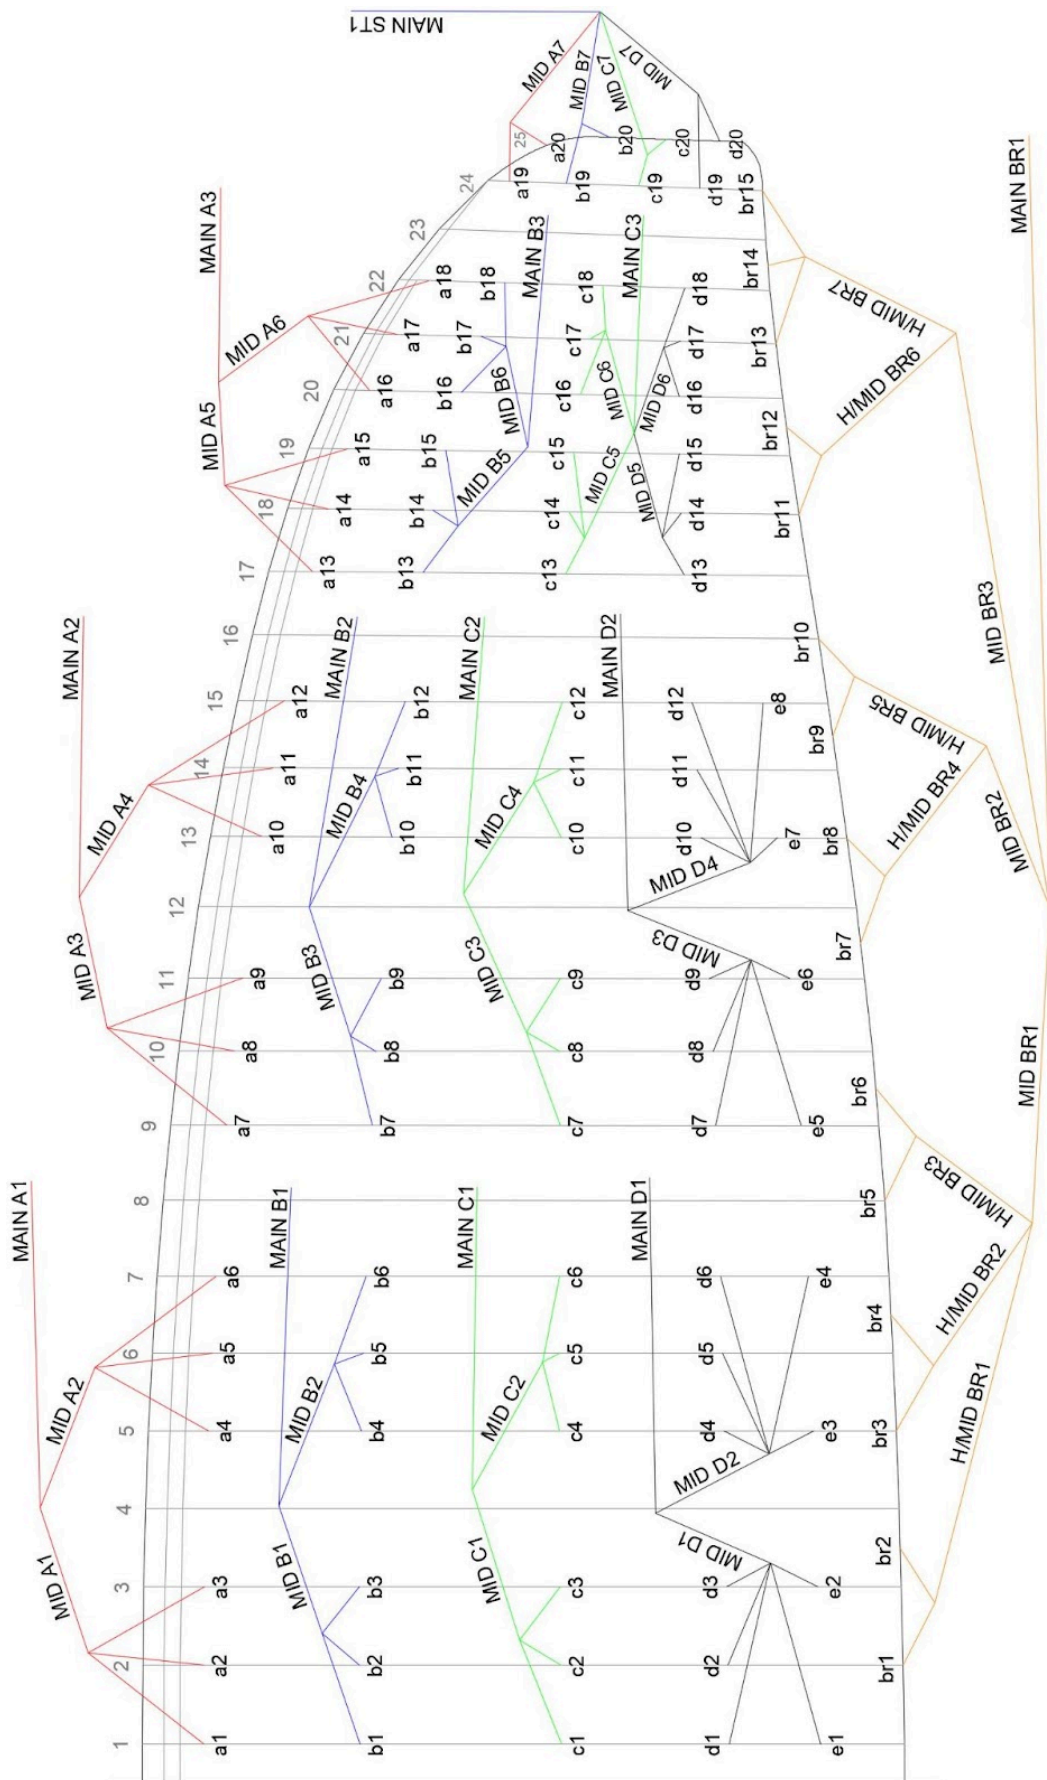 MAIN ST1
MID A7
MID B7
MID C7
MID D7
25
a20
b20
c20
d20
24
a19
b19
c19
d19
br15
MAIN A3
MAIN B3
MAIN C3
MAIN BR1
23
22
a18
b18
c18
d18
br14
MID A6
21
a17
b17
c17
d17
br13
H/MID BR7
MID B6
MID C6
MID D6
20
a16
b16
c16
d16
H/MID BR6
MID A5
19
a15
b15
c15
d15
br12
MID B5
MID C5
MID D5
18
a14
b14
c14
d14
br11
17
a13
b13
c13
d13
MAIN A2
MAIN B2
MAIN C2
MAIN D2
16
br10
MID BR3
15
a12
b12
c12
d12
e8
br9
H/MID BR5
14
a11
b11
c11
d11
MID A4
MID B4
MID C4
MID D4
H/MID BR4
MID BR2
13
a10
b10
c10
d10
e7
br8
12
MID A3
MID B3
MID C3
MID D3
br7
11
a9
b9
c9
d9
e6
10
a8
b8
c8
d8
MID BR1
9
a7
b7
c7
d7
e5
br6
MAIN A1
MAIN B1
MAIN C1
MAIN D1
8
br5
H/MID BR3
7
a6
b6
c6
d6
e4
br4
H/MID BR2
6
a5
b5
c5
d5
MID A2
MID B2
MID C2
MID D2
5
a4
b4
c4
d4
e3
br3
H/MID BR1
4
MID A1
MID B1
MID C1
MID D1
br2
3
a3
b3
c3
d3
e2
2
a2
b2
c2
d2
br1
1
a1
b1
c1
d1
e1